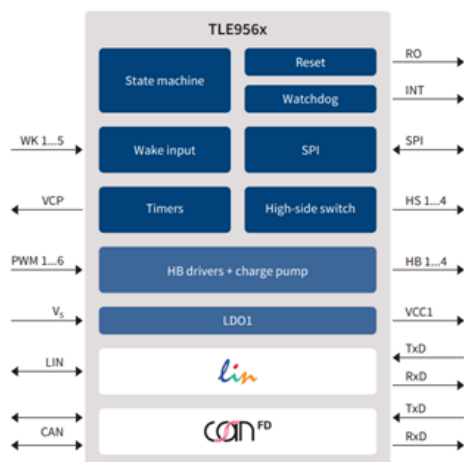 TLE956x
State machine
Reset
RO
Watchdog
INT
WK 1...5
Wake input
SPI
SPI
VCP
Timers
High-side switch
HS 1...4
PWM 1...6
HB drivers + charge pump
HB 1...4
Vs
LDO1
VCC1
LIN
lin
TxD
RxD
CAN
CAN FD
TxD
RxD